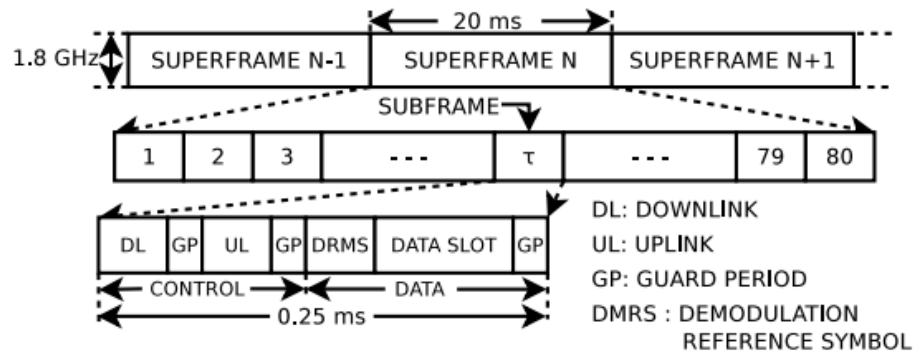 20 ms
1.8 GHz SUPERFRAME N-1 SUPERFRAME N SUPERFRAME N+1
SUBFRAME
1 2 3 --- τ --- 79 80
DL GP UL GP DRMS DATA SLOT GP
CONTROL DATA
0.25 ms
DL: DOWNLINK
UL: UPLINK
GP: GUARD PERIOD
DMRS : DEMODULATION
REFERENCE SYMBOL